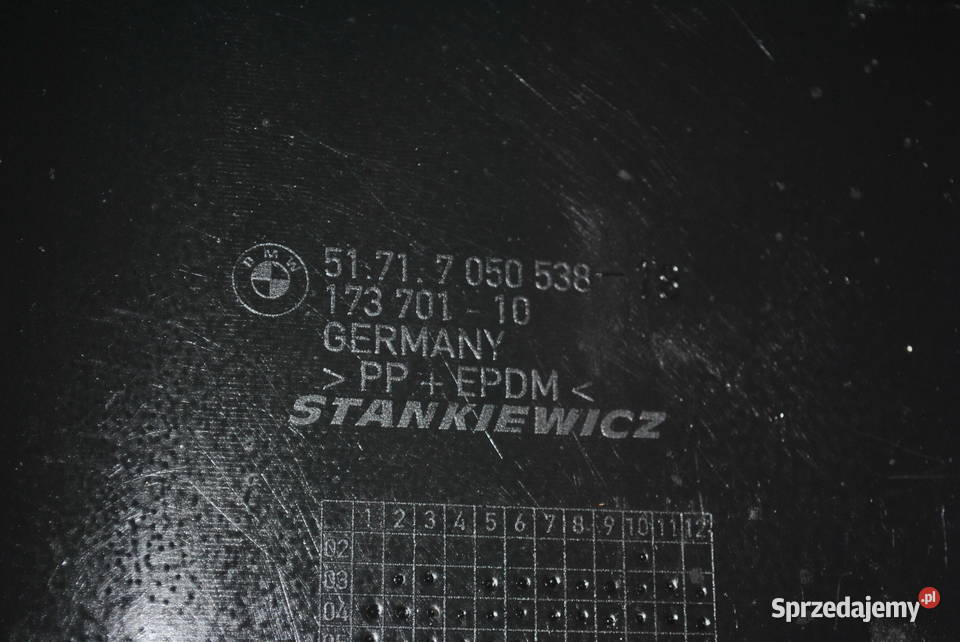 BMW
51.71. 7 050 538
173 701 - 10
GERMANY
> PP + EPDM <
STANKIEWICZ
1 2 3 4 5 6 7 8 9 10 11 12
02
03
04
Sprzedajemy.pl